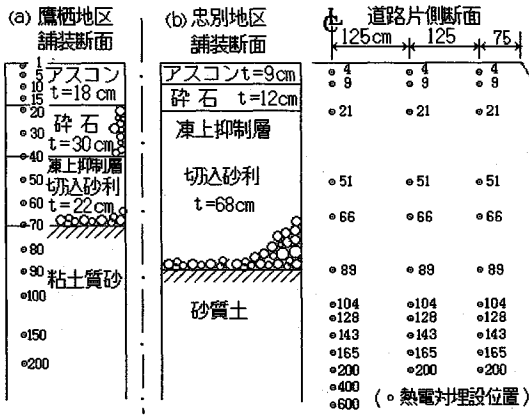 (a) 鷹栖地区
舗装断面
1
5
10
15
20
30
40
50
60
70
80
90
100
150
200
アスコン
t=18cm
砕石
t=30cm
凍上抑制層
切込砂利
t=22cm
粘土質砂
(b) 忠別地区
舗装断面
アスコンt=9cm
砕石 t=12cm
凍上抑制層
切込砂利
t=68cm
砂質土
℄ 道路片側断面
125cm 125 75
4 4 4
9 9 9
21 21 21
51 51 51
66 66 66
89 89 89
104 104 104
128 128 128
143 143 143
165 165 165
200 200 200
400
600
(◦熱電対埋設位置)